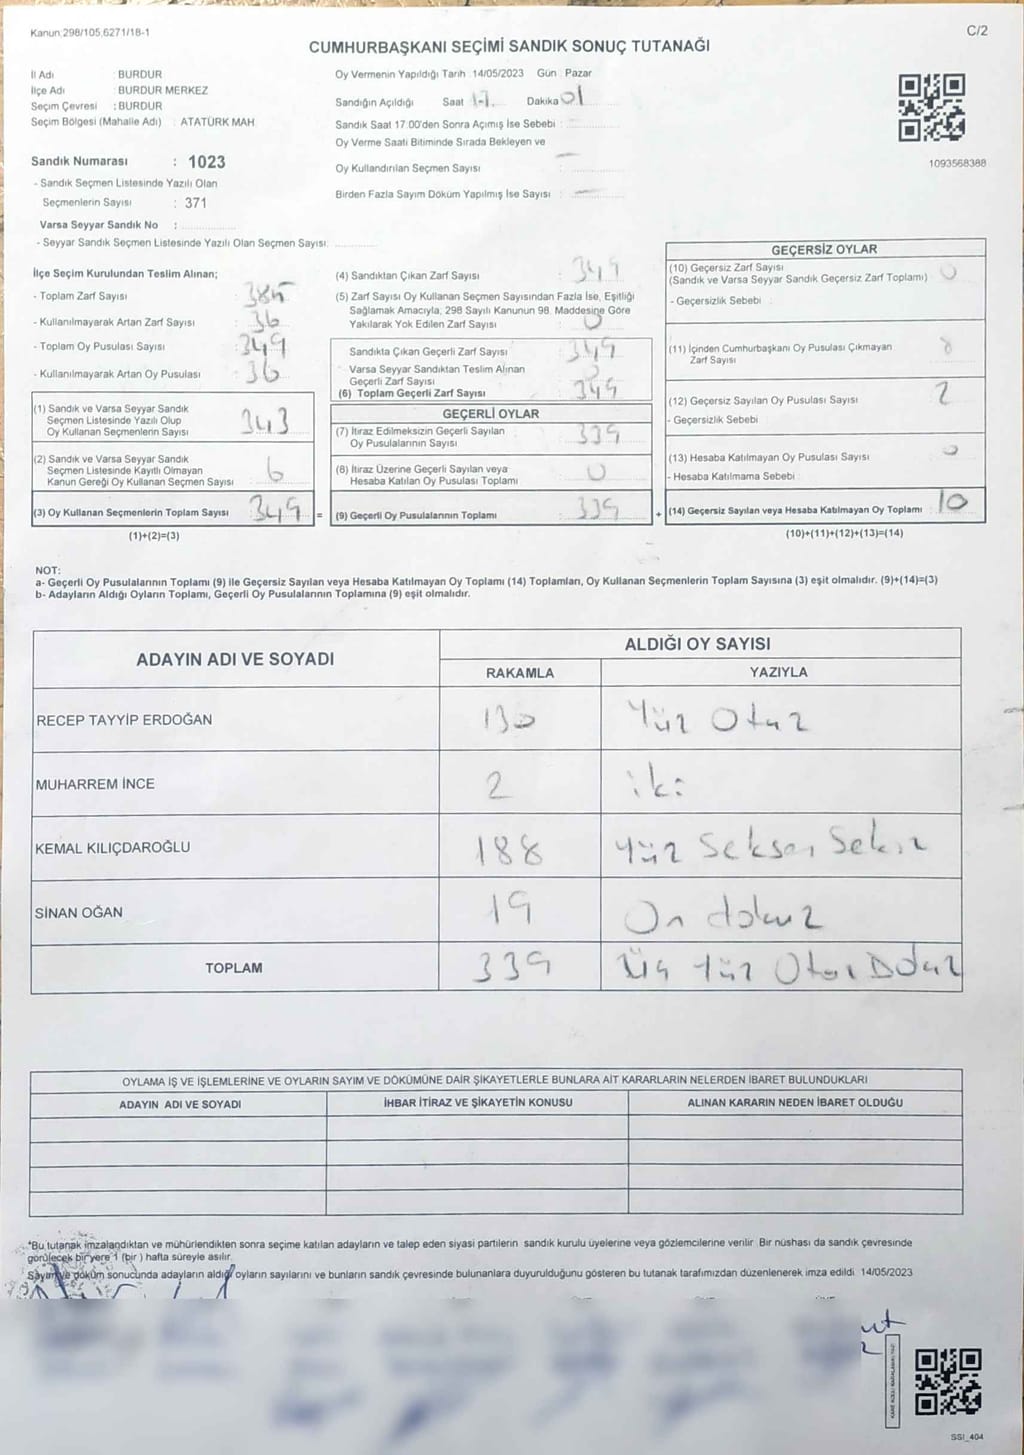 Kanun 298/105,6271/18-1
C/2
CUMHURBAŞKANI SEÇİMİ SANDIK SONUÇ TUTANAĞI
İl Adı : BURDUR
İlçe Adı : BURDUR MERKEZ
Seçim Çevresi : BURDUR
Seçim Bölgesi (Mahalle Adı) : ATATÜRK MAH
Sandık Numarası : 1023
- Sandık Seçmen Listesinde Yazılı Olan
Seçmenlerin Sayısı : 371
Varsa Seyyar Sandık No :
- Seyyar Sandık Seçmen Listesinde Yazılı Olan Seçmen Sayısı:
Oy Vermenin Yapıldığı Tarih 14/05/2023 Gün : Pazar
Sandığın Açıldığı Saat 17 Dakika 01
Sandık Saat 17.00'den Sonra Açımış İse Sebebi :
Oy Verme Saati Bitiminde Sırada Bekleyen ve
Oy Kullandırılan Seçmen Sayısı :
Birden Fazla Sayım Döküm Yapılmış İse Sayısı :
1093568388
İlçe Seçim Kurulundan Teslim Alınan;
- Toplam Zarf Sayısı : 385
- Kullanılmayarak Artan Zarf Sayısı : 36
- Toplam Oy Pusulası Sayısı : 349
- Kullanılmayarak Artan Oy Pusulası : 36
(1) Sandık ve Varsa Seyyar Sandık
Seçmen Listesinde Yazılı Olup
Oy Kullanan Seçmenlerin Sayısı : 343
(2) Sandık ve Varsa Seyyar Sandık
Seçmen Listesinde Kayıtlı Olmayan
Kanun Gereği Oy Kullanan Seçmen Sayısı : 6
(3) Oy Kullanan Seçmenlerin Toplam Sayısı : 349 =
(1)+(2)=(3)
(4) Sandıktan Çıkan Zarf Sayısı : 349
(5) Zarf Sayısı Oy Kullanan Seçmen Sayısından Fazla İse, Eşitliği
Sağlamak Amacıyla; 298 Sayılı Kanunun 98. Maddesine Göre
Yakılarak Yok Edilen Zarf Sayısı : 0
Sandıkta Çıkan Geçerli Zarf Sayısı : 349
Varsa Seyyar Sandıktan Teslim Alınan
Geçerli Zarf Sayısı : 0
(6) Toplam Geçerli Zarf Sayısı : 349
GEÇERLİ OYLAR
(7) İtiraz Edilmeksizin Geçerli Sayılan
Oy Pusulalarının Sayısı : 339
(8) İtiraz Üzerine Geçerli Sayılan veya
Hesaba Katılan Oy Pusulası Toplamı : 0
(9) Geçerli Oy Pusulalarının Toplamı : 339 +
GEÇERSİZ OYLAR
(10) Geçersiz Zarf Sayısı
(Sandık ve Varsa Seyyar Sandık Geçersiz Zarf Toplamı) : 0
- Geçersizlik Sebebi :
(11) İçinden Cumhurbaşkanı Oy Pusulası Çıkmayan
Zarf Sayısı : 8
(12) Geçersiz Sayılan Oy Pusulası Sayısı : 2
- Geçersizlik Sebebi :
(13) Hesaba Katılmayan Oy Pusulası Sayısı : 0
- Hesaba Katılmama Sebebi :
(14) Geçersiz Sayılan veya Hesaba Katılmayan Oy Toplamı : 10
(10)+(11)+(12)+(13)=(14)
NOT:
a- Geçerli Oy Pusulalarının Toplamı (9) ile Geçersiz Sayılan veya Hesaba Katılmayan Oy Toplamı (14) Toplamları, Oy Kullanan Seçmenlerin Toplam Sayısına (3) eşit olmalıdır. (9)+(14)=(3)
b- Adayların Aldığı Oyların Toplamı, Geçerli Oy Pusulalarının Toplamına (9) eşit olmalıdır.
ADAYIN ADI VE SOYADI ALDIĞI OY SAYISI
RAKAMLA YAZIYLA
RECEP TAYYİP ERDOĞAN 130 Yüz Otuz
MUHARREM İNCE 2 iki
KEMAL KILIÇDAROĞLU 188 Yüz Seksen Sekiz
SİNAN OĞAN 19 On dokuz
TOPLAM 339 Üç Yüz Otuz Dokuz
OYLAMA İŞ VE İŞLEMLERİNE VE OYLARIN SAYIM VE DÖKÜMÜNE DAİR ŞİKAYETLERLE BUNLARA AİT KARARLARIN NELERDEN İBARET BULUNDUKLARI
ADAYIN ADI VE SOYADI İHBAR İTİRAZ VE ŞİKAYETİN KONUSU ALINAN KARARIN NEDEN İBARET OLDUĞU
*Bu tutanak imzalandıktan ve mühürlendikten sonra seçime katılan adayların ve talep eden siyasi partilerin sandık kurulu üyelerine veya gözlemcilerine verilir. Bir nüshası da sandık çevresinde
görülecek bir yere 1 (bir) hafta süreyle asılır.
Sayım ve döküm sonucunda adayların aldığı oyların sayılarını ve bunların sandık çevresinde bulunanlara duyurulduğunu gösteren bu tutanak tarafımızdan düzenlenerek imza edildi. 14/05/2023
SSI_404